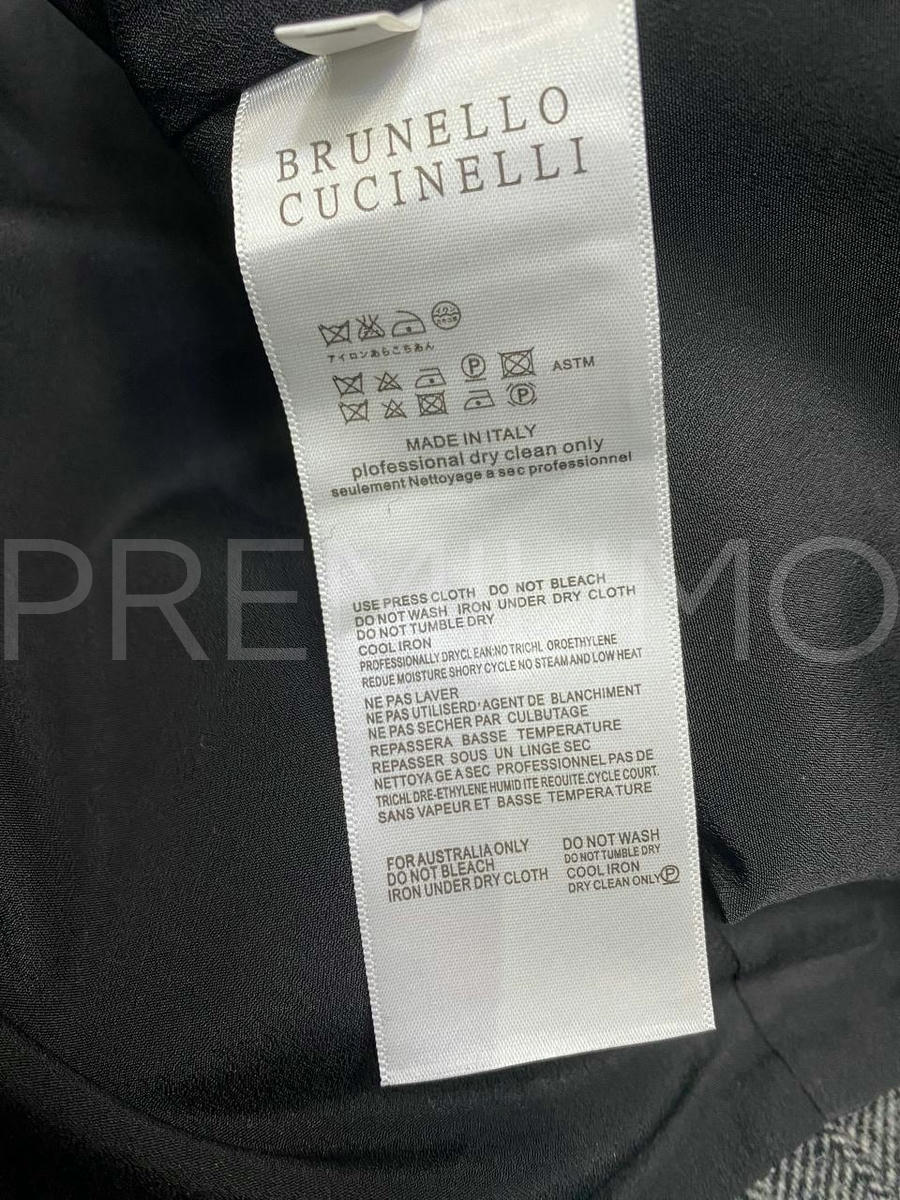 BRUNELLO
CUCINELLI
アイロンあらこちあん
ASTM
MADE IN ITALY
plofessional dry clean only
seulement Nettoyage a sec professionnel
PREMIUMO
USE PRESS CLOTH DO NOT BLEACH
DO NOT WASH IRON UNDER DRY CLOTH
DO NOT TUMBLE DRY
COOL IRON
PROFESSIONALLY DRYCL EAN:NO TRICHL OROETHYLENE
REDUE MOISTURE SHORY CYCLE NO STEAM AND LOW HEAT
NE PAS LAVER
NE PAS UTILISERD'AGENT DE BLANCHIMENT
NE PAS SECHER PAR CULBUTAGE
REPASSERA BASSE TEMPERATURE
REPASSER SOUS UN LINGE SEC
NETTOYA GE A SEC PROFESSIONNEL PAS DE
TRICHL DRE-ETHYLENE HUMID ITE REQUITE.CYCLE COURT.
SANS VAPEUR ET BASSE TEMPERA TURE
FOR AUSTRALIA ONLY
DO NOT BLEACH
IRON UNDER DRY CLOTH
DO NOT WASH
DO NOT TUMBLE DRY
COOL IRON
DRY CLEAN ONLY P